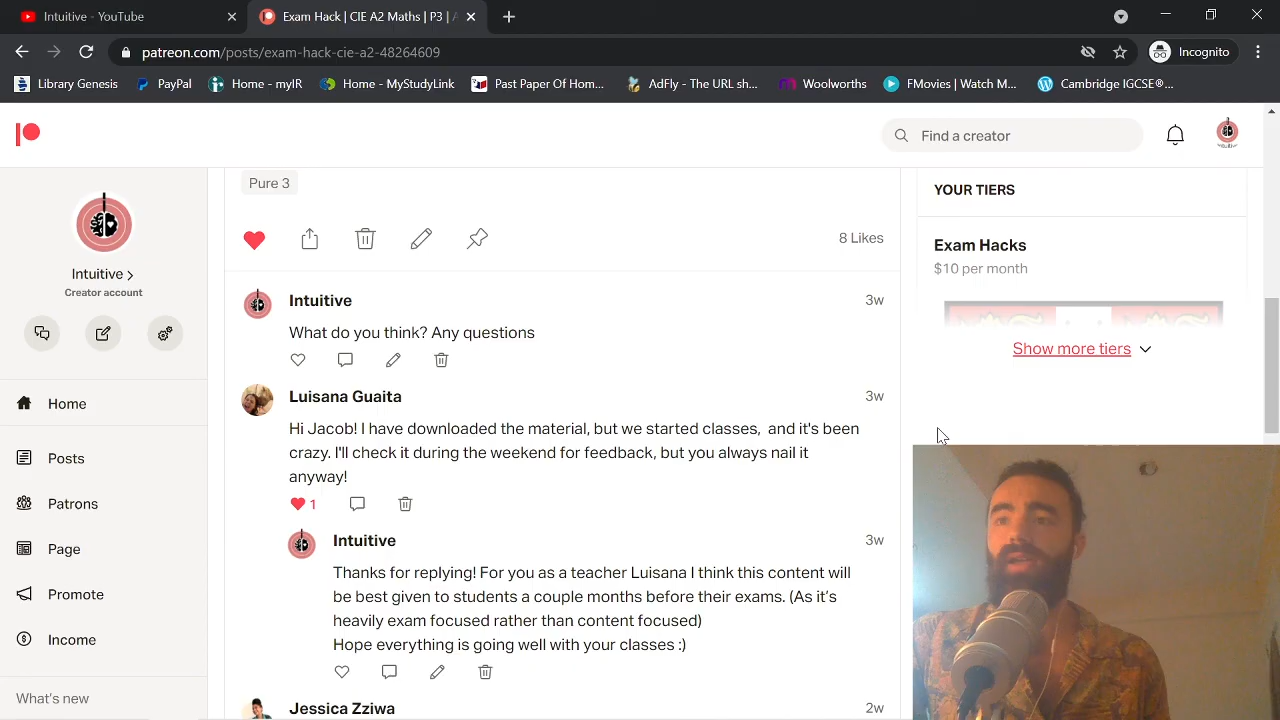 Intuitive - YouTube
Exam Hack | CIE A2 Maths | P3 | A
patreon.com/posts/exam-hack-cie-a2-48264609
Incognito
Library Genesis
PayPal
Home - myIR
Home - MyStudyLink
Past Paper Of Hom...
AdFly - The URL sh...
Woolworths
FMovies | Watch M...
Cambridge IGCSE®...
Find a creator
Intuitive
Creator account
Home
Posts
Patrons
Page
Promote
Income
What's new
Pure 3
8 Likes
Intuitive
3w
What do you think? Any questions
Luisana Guaita
3w
Hi Jacob! I have downloaded the material, but we started classes, and it's been
crazy. I'll check it during the weekend for feedback, but you always nail it
anyway!
1
Intuitive
3w
Thanks for replying! For you as a teacher Luisana I think this content will
be best given to students a couple months before their exams. (As it's
heavily exam focused rather than content focused)
Hope everything is going well with your classes :)
Jessica Zziwa
2w
YOUR TIERS
Exam Hacks
$10 per month
Show more tiers